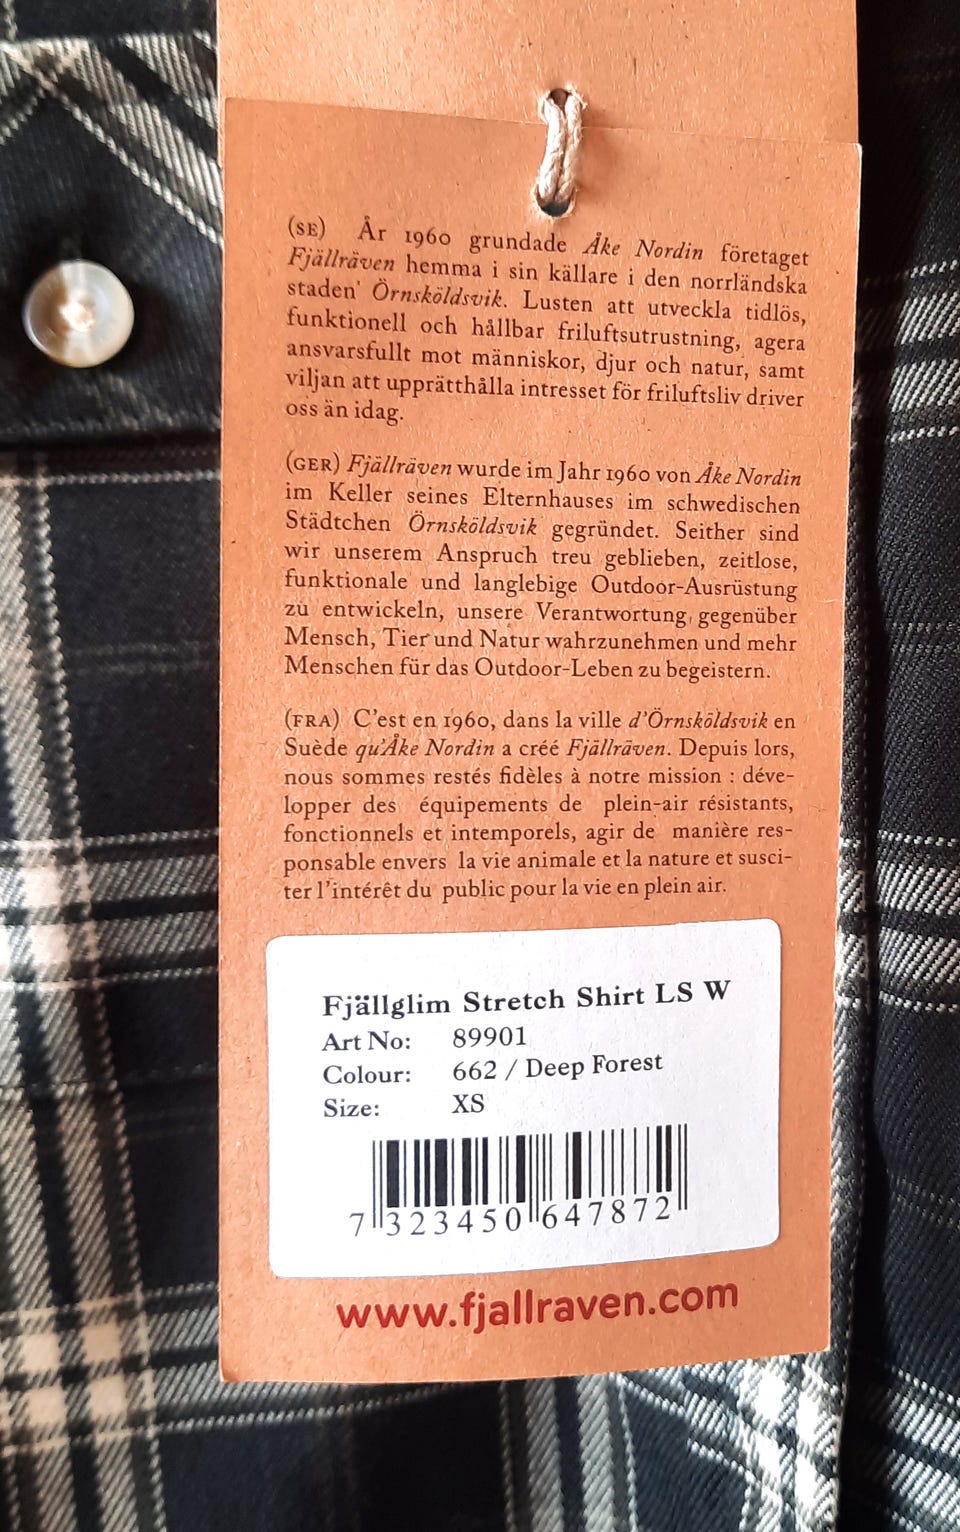 (SE) År 1960 grundade Åke Nordin företaget
Fjällräven hemma i sin källare i den norrländska
staden Örnsköldsvik. Lusten att utveckla tidlös,
funktionell och hållbar friluftsutrustning, agera
ansvarsfullt mot människor, djur och natur, samt
viljan att upprätthålla intresset för friluftsliv driver
oss än idag.
(GER) Fjällräven wurde im Jahr 1960 von Åke Nordin
im Keller seines Elternhauses im schwedischen
Städtchen Örnsköldsvik gegründet. Seither sind
wir unserem Anspruch treu geblieben, zeitlose,
funktionale und langlebige Outdoor-Ausrüstung
zu entwickeln, unsere Verantwortung gegenüber
Mensch, Tier und Natur wahrzunehmen und mehr
Menschen für das Outdoor-Leben zu begeistern.
(FRA) C'est en 1960, dans la ville d'Örnsköldsvik en
Suède qu'Åke Nordin a créé Fjällräven. Depuis lors,
nous sommes restés fidèles à notre mission : déve-
lopper des équipements de plein-air résistants,
fonctionnels et intemporels, agir de manière res-
ponsable envers la vie animale et la nature et susci-
ter l'intérêt du public pour la vie en plein air.
Fjällglim Stretch Shirt LS W
Art No: 89901
Colour: 662 / Deep Forest
Size: XS
7 323450 647872
www.fjallraven.com